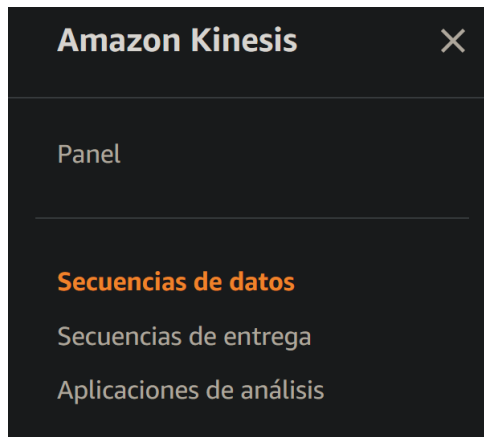 Amazon Kinesis
Panel
Secuencias de datos
Secuencias de entrega
Aplicaciones de análisis